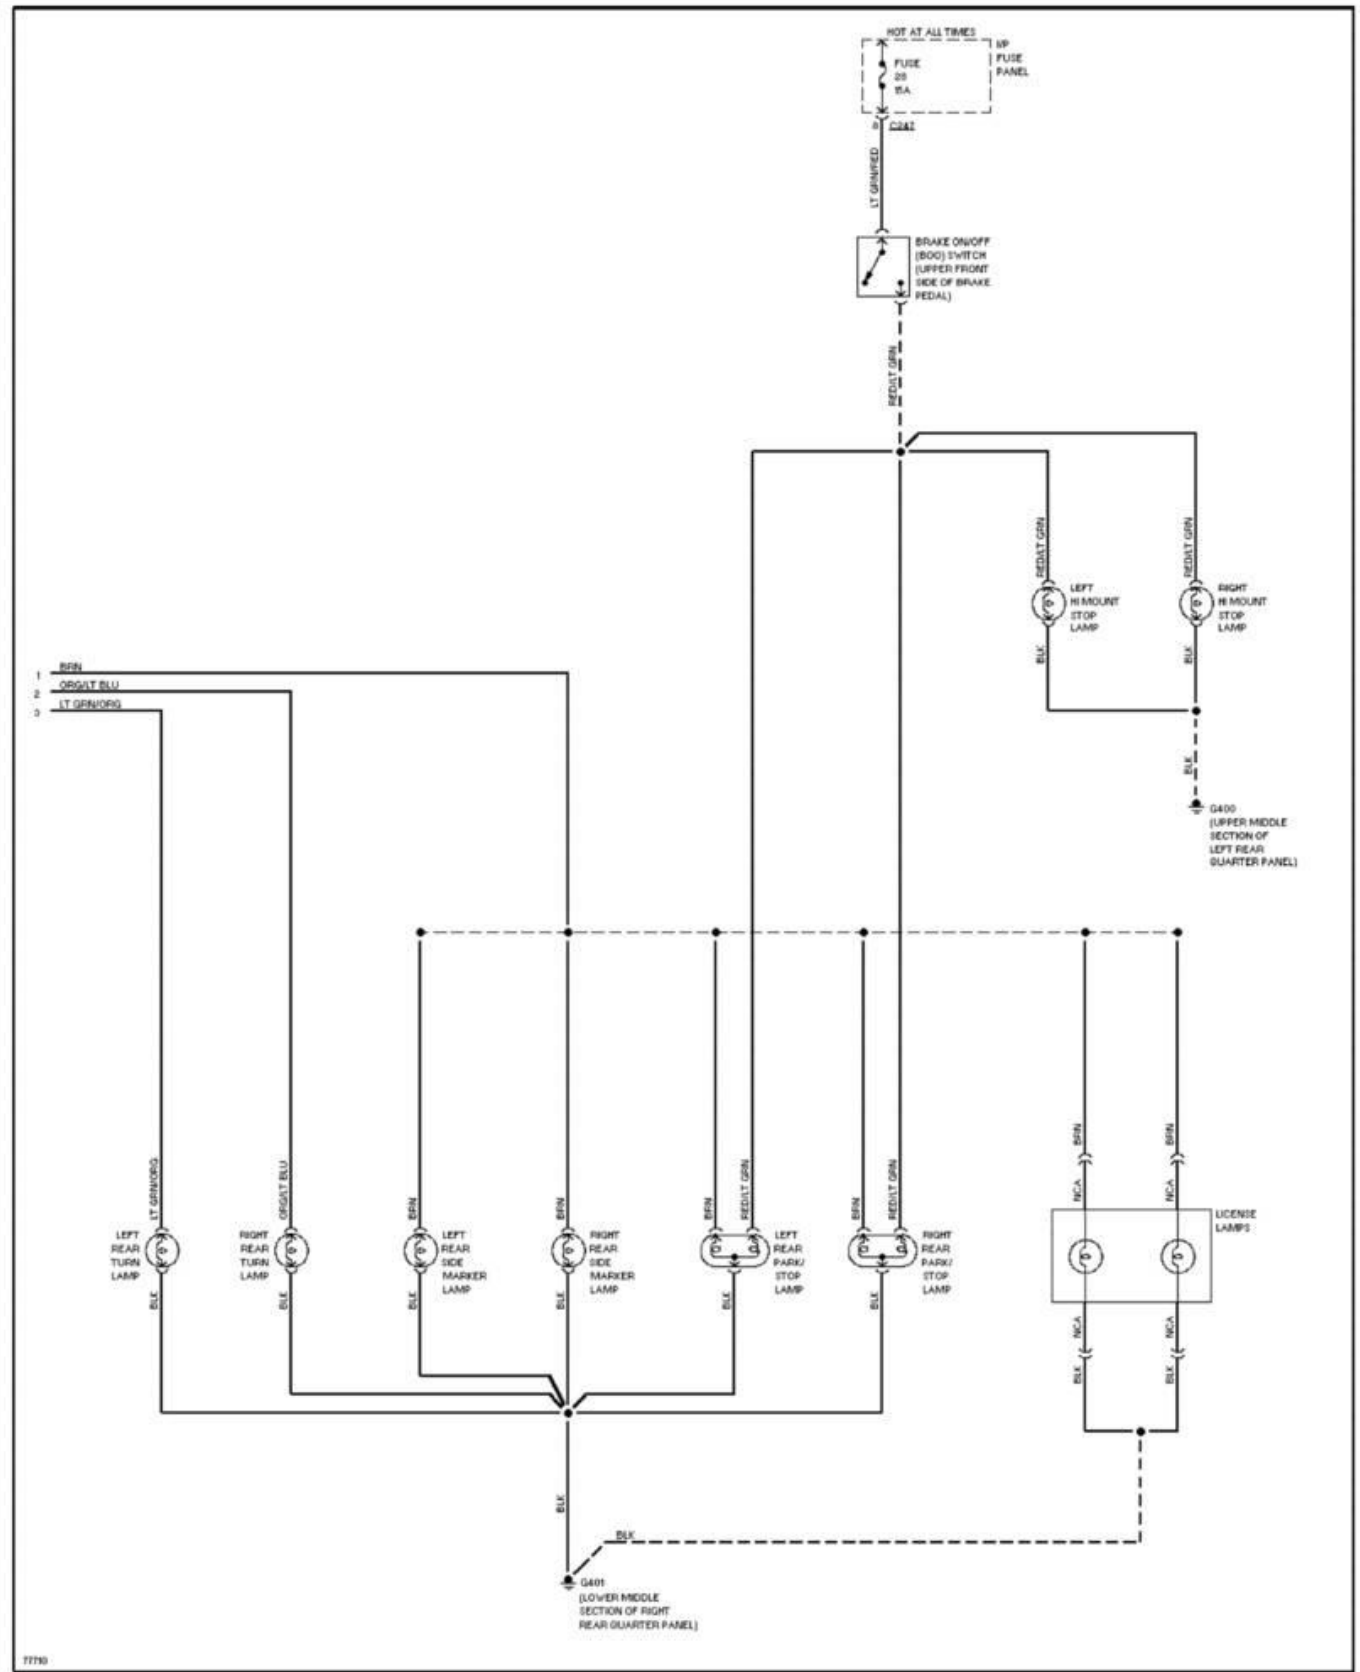 HOT AT ALL TIMES
I/P
FUSE
PANEL
FUSE
28
15A
8 C247
LT GRN/RED
BRAKE ON/OFF
(BOO) SWITCH
(UPPER FRONT
SIDE OF BRAKE
PEDAL)
RED/LT GRN
RED/LT GRN
RED/LT GRN
LEFT
HI MOUNT
STOP
LAMP
RIGHT
HI MOUNT
STOP
LAMP
BLK
BLK
BLK
G400
(UPPER MIDDLE
SECTION OF
LEFT REAR
QUARTER PANEL)
1 BRN
2 ORG/LT BLU
3 LT GRN/ORG
LT GRN/ORG
ORG/LT BLU
BRN
BRN
BRN
RED/LT GRN
BRN
RED/LT GRN
BRN
BRN
NCA
NCA
LEFT
REAR
TURN
LAMP
RIGHT
REAR
TURN
LAMP
LEFT
REAR
SIDE
MARKER
LAMP
RIGHT
REAR
SIDE
MARKER
LAMP
LEFT
REAR
PARK/
STOP
LAMP
RIGHT
REAR
PARK/
STOP
LAMP
LICENSE
LAMPS
BLK
BLK
BLK
BLK
BLK
BLK
NCA
NCA
BLK
BLK
BLK
BLK
G401
(LOWER MIDDLE
SECTION OF RIGHT
REAR QUARTER PANEL)
77710